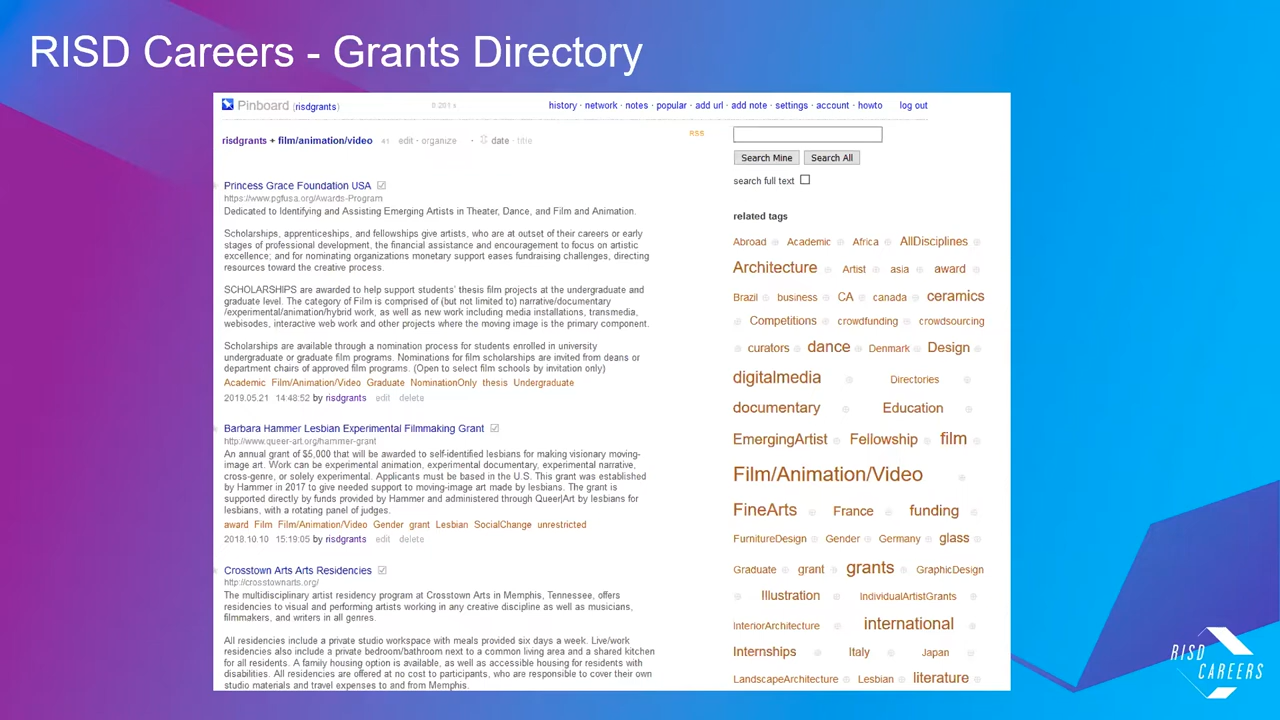 RISD Careers - Grants Directory
Pinboard (risdgrants)
history · network · notes · popular · add url · add note · settings · account · howto
log out
risdgrants + film/animation/video 41 edit · organize · date · title
RSS
Search Mine Search All
search full text
Princess Grace Foundation USA
https://www.pgfusa.org/Awards-Program
Dedicated to Identifying and Assisting Emerging Artists in Theater, Dance, and Film and Animation.
Scholarships, apprenticeships, and fellowships give artists, who are at outset of their careers or early
stages of professional development, the financial assistance and encouragement to focus on artistic
excellence; and for nominating organizations monetary support eases fundraising challenges, directing
resources toward the creative process.
SCHOLARSHIPS are awarded to help support students' thesis film projects at the undergraduate and
graduate level. The category of Film is comprised of (but not limited to) narrative/documentary
/experimental/animation/hybrid work, as well as new work including media installations, transmedia,
webisodes, interactive web work and other projects where the moving image is the primary component.
Scholarships are available through a nomination process for students enrolled in university
undergraduate or graduate film programs. Nominations for film scholarships are invited from deans or
department chairs of approved film programs. (Open to select film schools by invitation only)
Academic Film/Animation/Video Graduate NominationOnly thesis Undergraduate
2019.05.21 14:48:52 by risdgrants edit delete
Barbara Hammer Lesbian Experimental Filmmaking Grant
http://www.queer-art.org/hammer-grant
An annual grant of $5,000 that will be awarded to self-identified lesbians for making visionary moving-
image art. Work can be experimental animation, experimental documentary, experimental narrative,
cross-genre, or solely experimental. Applicants must be based in the U.S. This grant was established
by Hammer in 2017 to give needed support to moving-image art made by lesbians. The grant is
supported directly by funds provided by Hammer and administered through Queer|Art by lesbians for
lesbians, with a rotating panel of judges.
award Film Film/Animation/Video Gender grant Lesbian SocialChange unrestricted
2018.10.10 15:19:05 by risdgrants edit delete
Crosstown Arts Arts Residencies
http://crosstownarts.org/
The multidisciplinary artist residency program at Crosstown Arts in Memphis, Tennessee, offers
residencies to visual and performing artists working in any creative discipline as well as musicians,
filmmakers, and writers in all genres.
All residencies include a private studio workspace with meals provided six days a week. Live/work
residencies also include a private bedroom/bathroom next to a common living area and a shared kitchen
for all residents. A family housing option is available, as well as accessible housing for residents with
disabilities. All residencies are offered at no cost to participants, who are responsible to cover their own
studio materials and travel expenses to and from Memphis.
related tags
Abroad Academic Africa AllDisciplines
Architecture Artist asia award
Brazil business CA canada ceramics
Competitions crowdfunding crowdsourcing
curators dance Denmark Design
digitalmedia Directories
documentary Education
EmergingArtist Fellowship film
Film/Animation/Video
FineArts France funding
FurnitureDesign Gender Germany glass
Graduate grant grants GraphicDesign
Illustration IndividualArtistGrants
InteriorArchitecture international
Internships Italy Japan
LandscapeArchitecture Lesbian literature
RISD
CAREERS